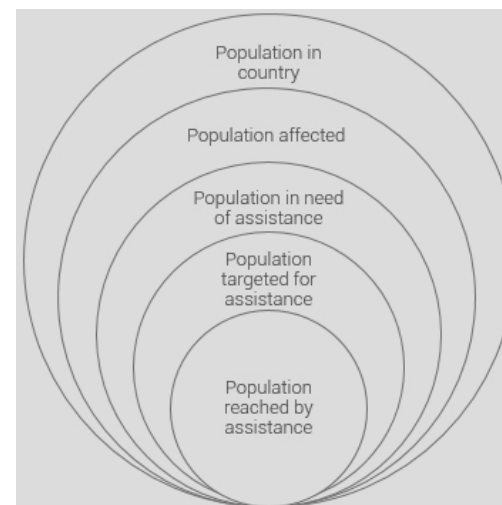 Population in
country
Population affected
Population in need
of assistance
Population
targeted for
assistance
Population
reached by
assistance